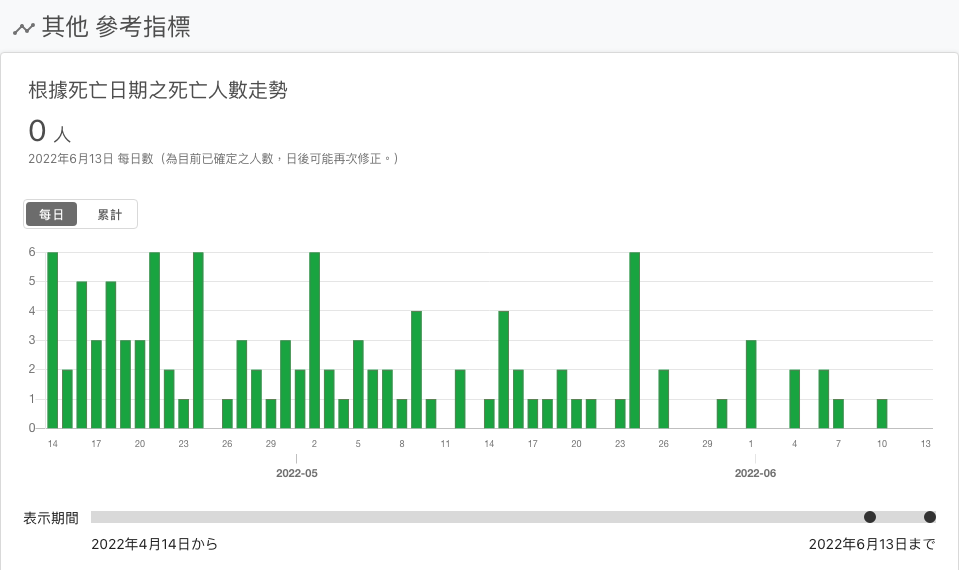 其他 參考指標
根據死亡日期之死亡人數走勢
0 人
2022年6月13日 每日數（為目前已確定之人數，日後可能再次修正。）
每日 累計
6
5
4
3
2
1
0
14 17 20 23 26 29 2 5 8 11 14 17 20 23 26 29 1 4 7 10 13
2022-05 2022-06
表示期間
2022年4月14日から 2022年6月13日まで